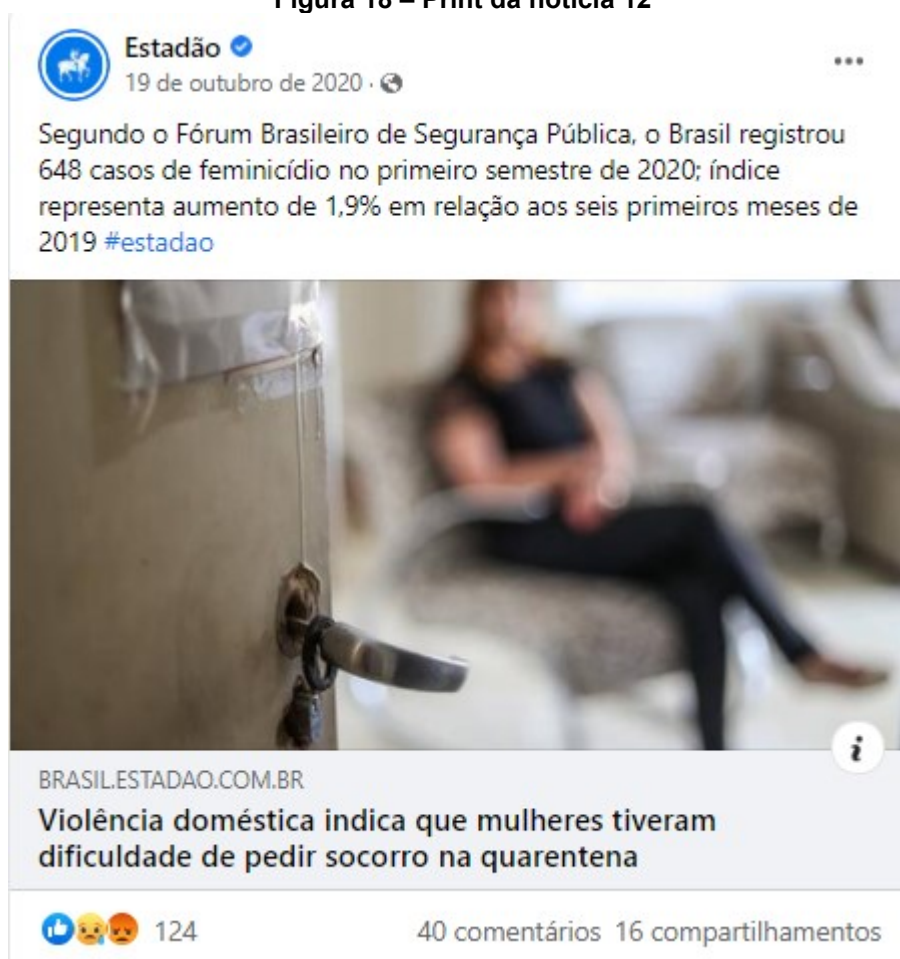 Figura 18 – Print da notícia 12
Estadão
19 de outubro de 2020 ·
Segundo o Fórum Brasileiro de Segurança Pública, o Brasil registrou
648 casos de feminicídio no primeiro semestre de 2020; índice
representa aumento de 1,9% em relação aos seis primeiros meses de
2019 #estadao
BRASIL.ESTADAO.COM.BR
Violência doméstica indica que mulheres tiveram
dificuldade de pedir socorro na quarentena
124
40 comentários 16 compartilhamentos